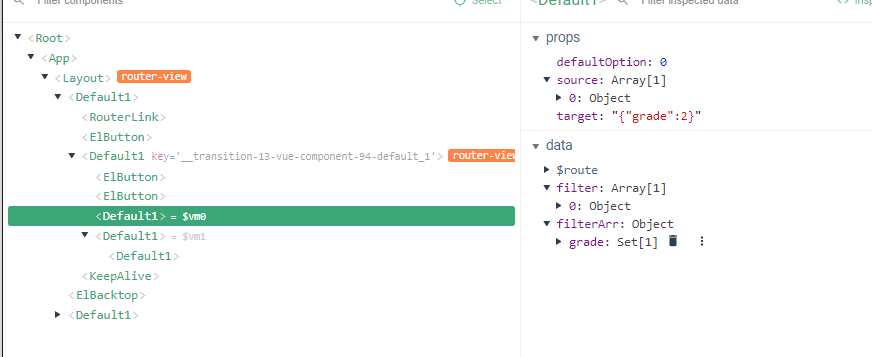 Filter components
Select
<Root>
<App>
<Layout> router-view
<Default1>
<RouterLink>
<ElButton>
<Default1 key='__transition-13-vue-component-94-default_1'> router-view
<ElButton>
<ElButton>
<Default1> = $vm0
<Default1> = $vm1
<Default1>
<KeepAlive>
<ElBacktop>
<Default1>
<Default1>
Filter inspected data
props
defaultOption: 0
source: Array[1]
0: Object
target: "{"grade":2}"
data
$route
filter: Array[1]
0: Object
filterArr: Object
grade: Set[1]